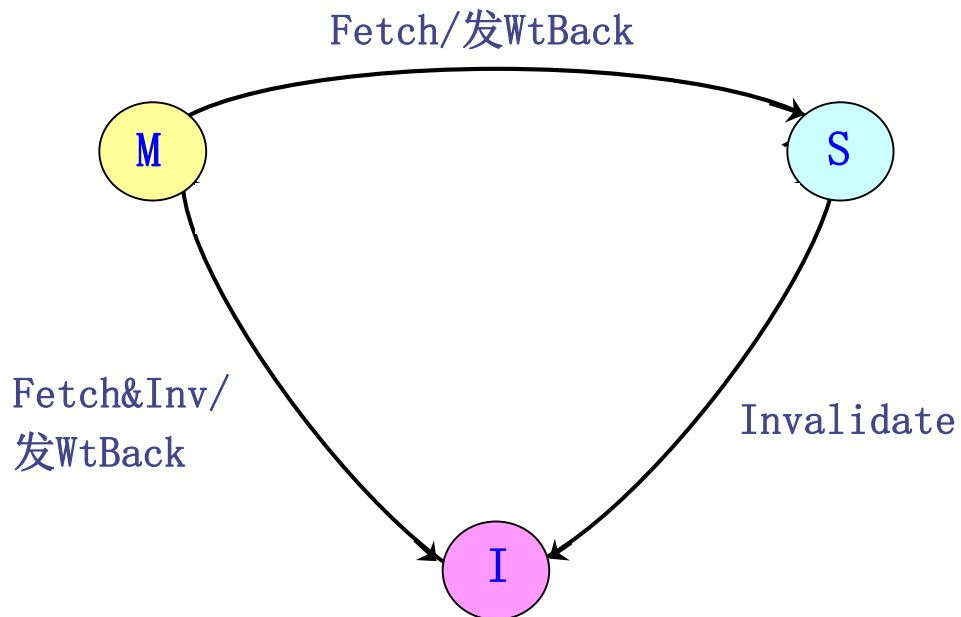 Fetch/发WtBack
M
S
Fetch&Inv/
发WtBack
Invalidate
I